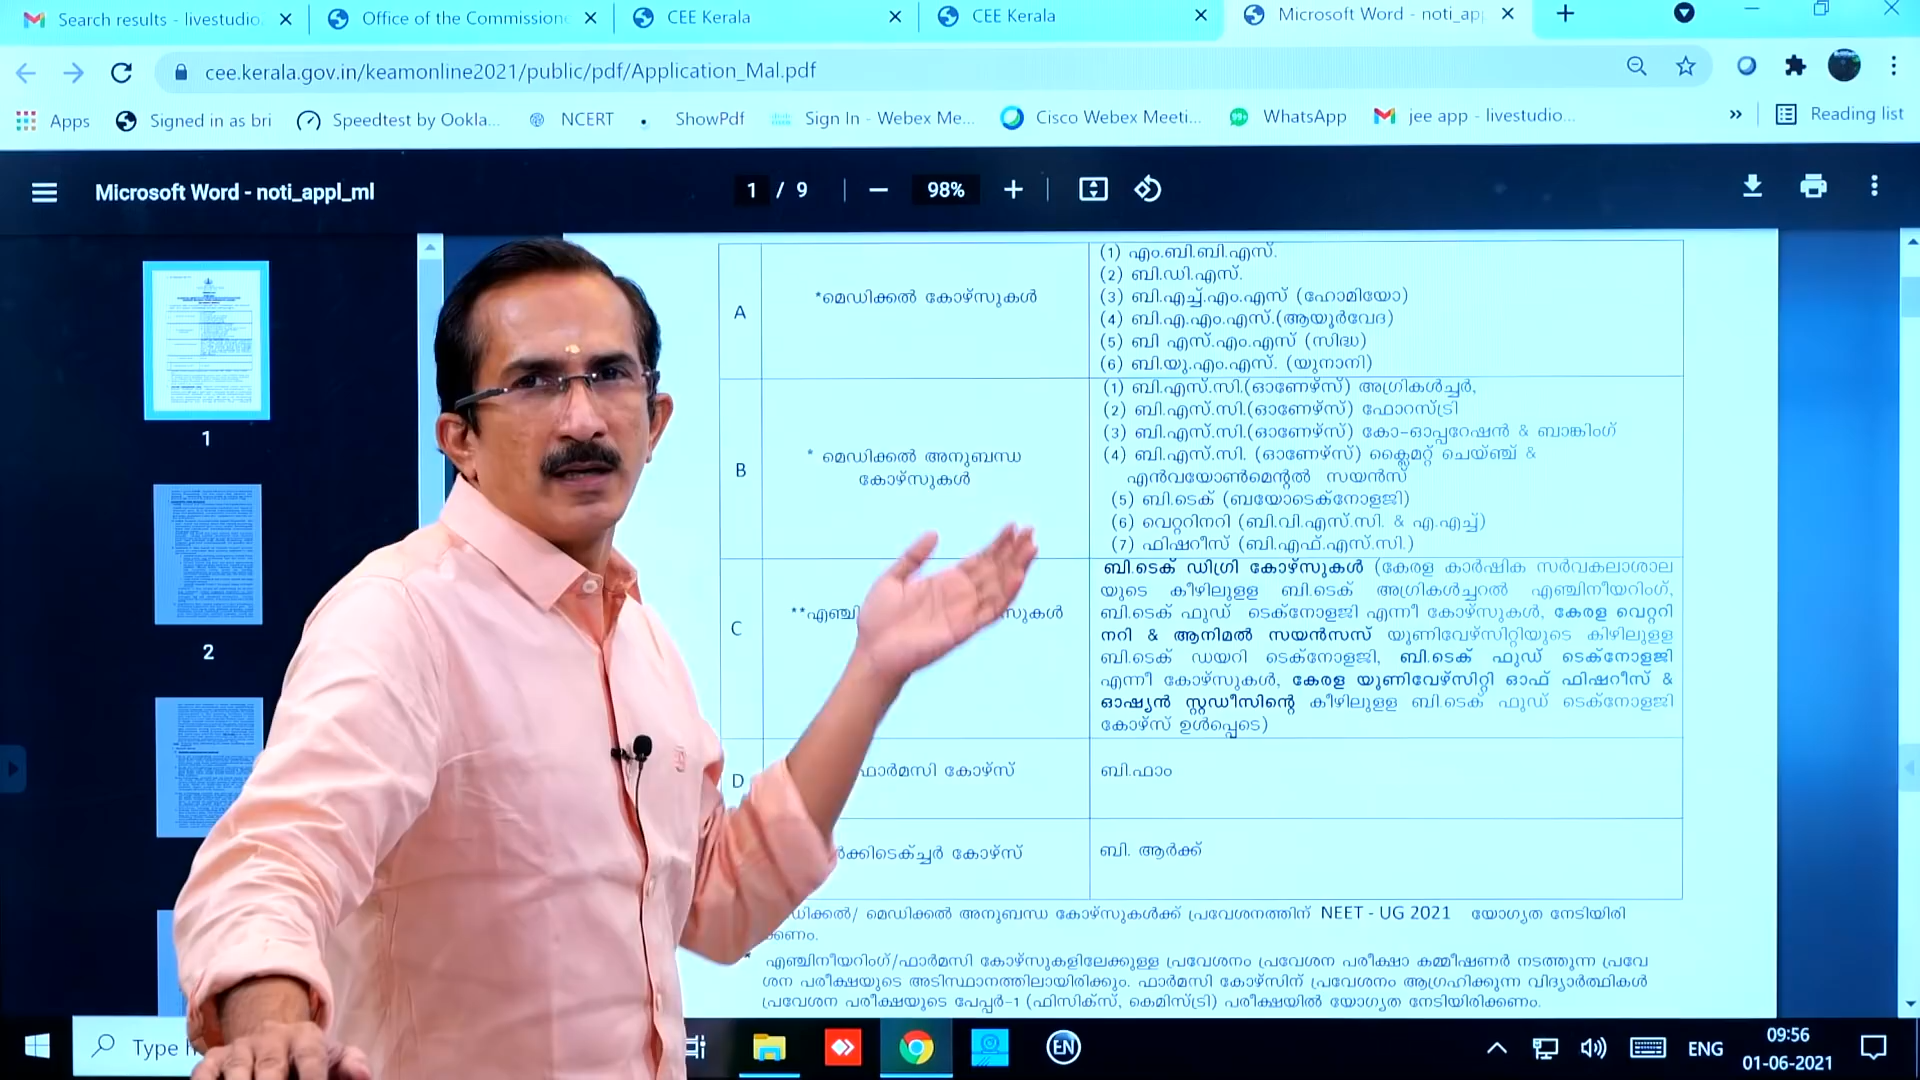 Search results - livestudio.
Office of the Commissione
CEE Kerala
CEE Kerala
Microsoft Word - noti_ap
cee.kerala.gov.in/keamonline2021/public/pdf/Application_Mal.pdf
Apps
Signed in as bri
Speedtest by Ookla...
NCERT
ShowPdf
Sign In - Webex Me...
Cisco Webex Meeti...
99+
WhatsApp
jee app - livestudio...
Reading list
Microsoft Word - noti_appl_ml
1 / 9
98%
1
2
A
*മെഡിക്കൽ കോഴ്സുകൾ
(1) എം.ബി.ബി.എസ്.
(2) ബി.ഡി.എസ്.
(3) ബി.എച്ച്.എം.എസ് (ഹോമിയോ)
(4) ബി.എ.എം.എസ്.(ആയൂർവേദ)
(5) ബി എസ്.എം.എസ് (സിദ്ധ)
(6) ബി.യു.എം.എസ്. (യുനാനി)
B
* മെഡിക്കൽ അനുബന്ധ
കോഴ്സുകൾ
(1) ബി.എസ്.സി.(ഓണേഴ്സ്) അഗ്രികൾച്ചർ,
(2) ബി.എസ്.സി.(ഓണേഴ്സ്) ഫോറസ്ട്രി
(3) ബി.എസ്.സി.(ഓണേഴ്സ്) കോ-ഓപ്പറേഷൻ & ബാങ്കിംഗ്
(4) ബി.എസ്.സി. (ഓണേഴ്സ്) ക്ലൈമറ്റ് ചെയ്ഞ്ച് &
എൻവയോൺമെന്റൽ സയൻസ്
(5) ബി.ടെക് (ബയോടെക്നോളജി)
(6) വെറ്ററിനറി (ബി.വി.എസ്.സി. & എ.എച്ച്)
(7) ഫിഷറീസ് (ബി.എഫ്.എസ്.സി.)
C
**എഞ്ചി സുകൾ
ബി.ടെക് ഡിഗ്രി കോഴ്സുകൾ (കേരള കാർഷിക സർവകലാശാല
യുടെ കീഴിലുളള ബി.ടെക് അഗ്രികൾച്ചറൽ എഞ്ചിനീയറിംഗ്,
ബി.ടെക് ഫുഡ് ടെക്നോളജി എന്നീ കോഴ്സുകൾ, കേരള വെറ്ററി
നറി & ആനിമൽ സയൻസസ് യൂണിവേഴ്സിറ്റിയുടെ കിഴിലുളള
ബി.ടെക് ഡയറി ടെക്നോളജി, ബി.ടെക് ഫുഡ് ടെക്നോളജി
എന്നീ കോഴ്സുകൾ, കേരള യൂണിവേഴ്സിറ്റി ഓഫ് ഫിഷറീസ് &
ഓഷ്യൻ സ്റ്റഡീസിന്റെ കീഴിലുളള ബി.ടെക് ഫുഡ് ടെക്നോളജി
കോഴ്സ് ഉൾപ്പെടെ)
D
ഫാർമസി കോഴ്സ്
ബി.ഫാം
ർക്കിടെക്ച്ചർ കോഴ്സ്
ബി. ആർക്ക്
ഡിക്കൽ/ മെഡിക്കൽ അനുബന്ധ കോഴ്സുകൾക്ക് പ്രവേശനത്തിന് NEET - UG 2021 യോഗ്യത നേടിയിരി
ക്കണം.
* എഞ്ചിനീയറിംഗ്/ഫാർമസി കോഴ്സുകളിലേക്കുള്ള പ്രവേശനം പ്രവേശന പരീക്ഷാ കമ്മീഷണർ നടത്തുന്ന പ്രവേ
ശന പരീക്ഷയുടെ അടിസ്ഥാനത്തിലായിരിക്കും. ഫാർമസി കോഴ്സിന് പ്രവേശനം ആഗ്രഹിക്കുന്ന വിദ്യാർത്ഥികൾ
പ്രവേശന പരീക്ഷയുടെ പേപ്പർ-1 (ഫിസിക്സ്, കെമിസ്ട്രി) പരീക്ഷയിൽ യോഗ്യത നേടിയിരിക്കണം.
Type h
EN
ENG
09:56
01-06-2021